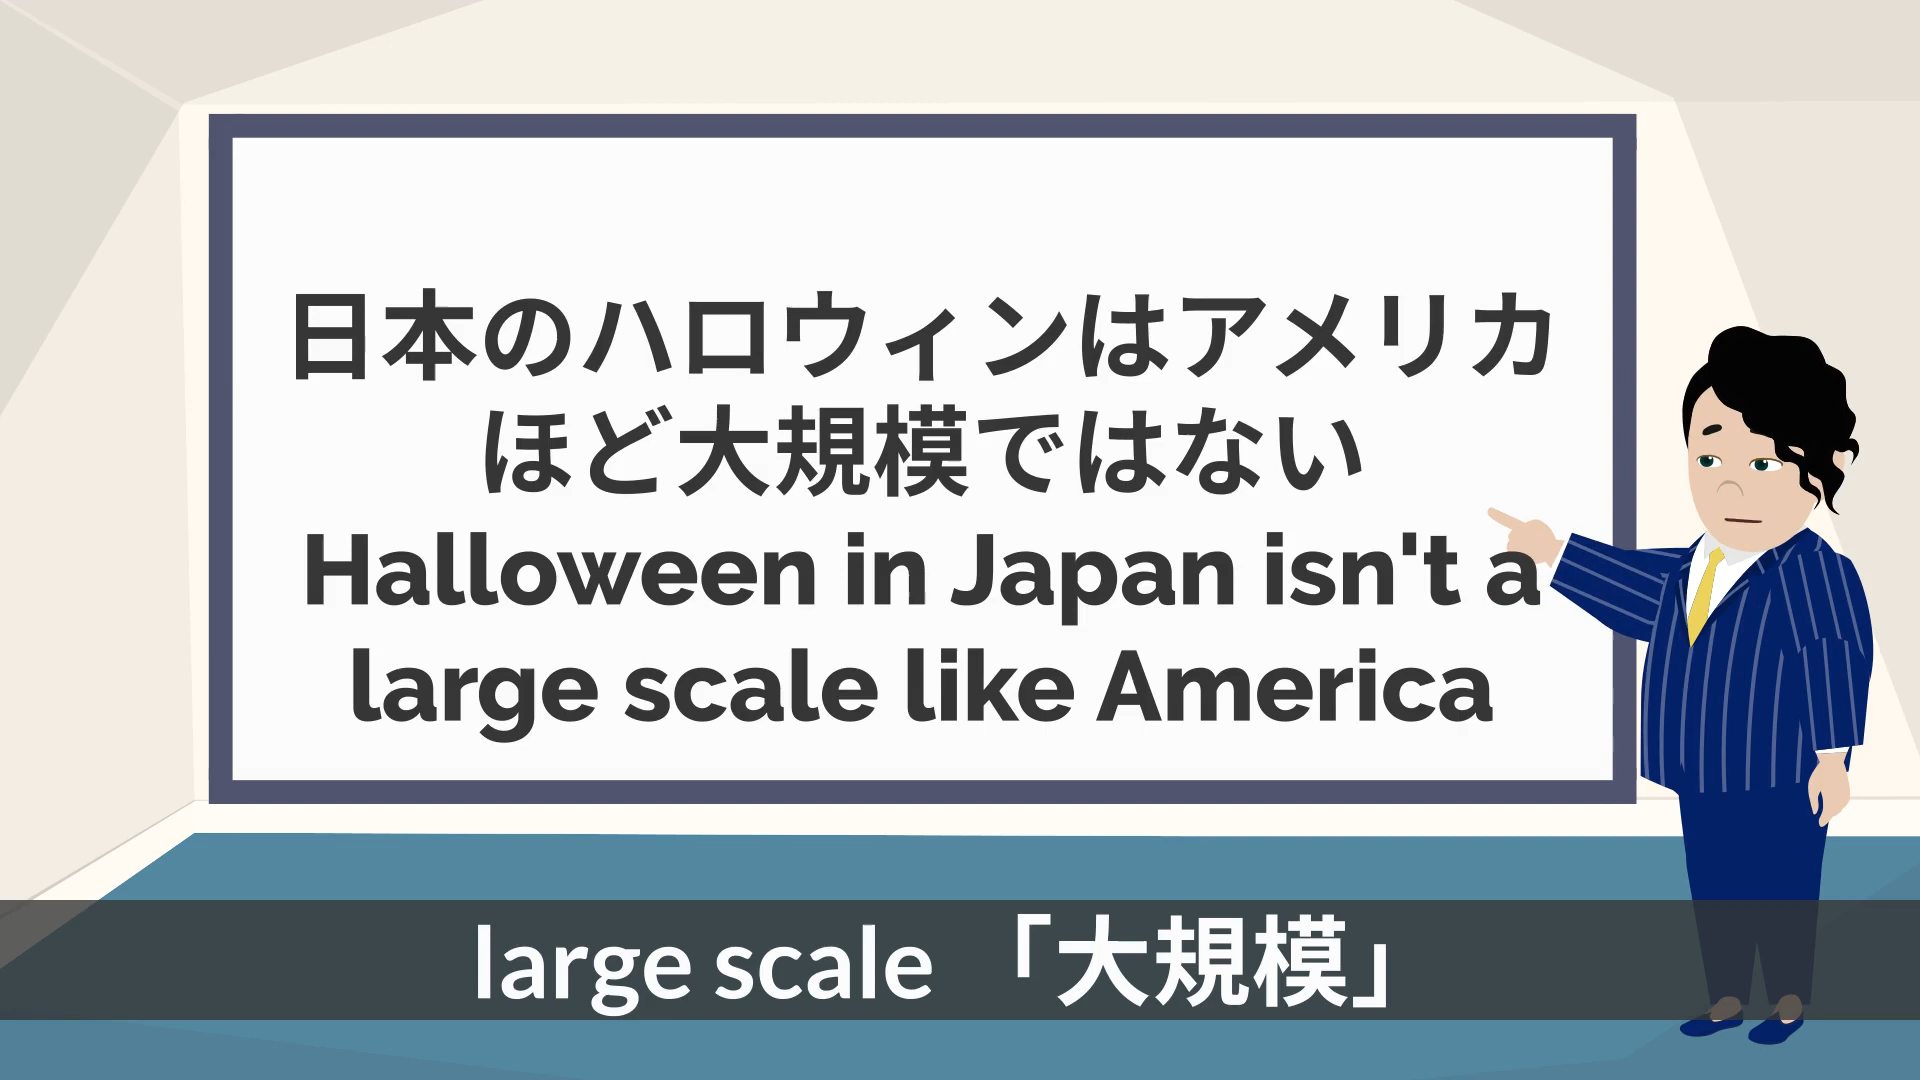 日本のハロウィンはアメリカ
ほど大規模ではない
Halloween in Japan isn't a
large scale like America
large scale 「大規模」